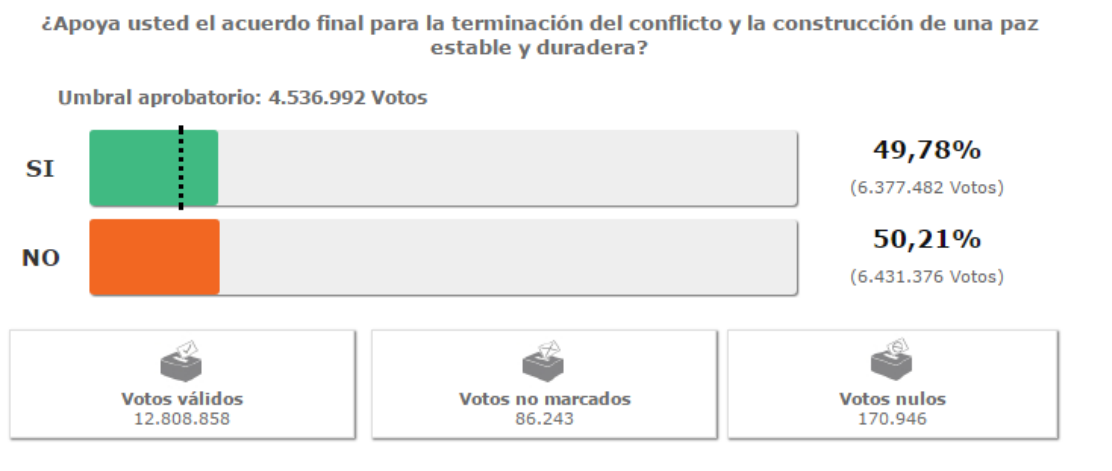 ¿Apoya usted el acuerdo final para la terminación del conflicto y la construcción de una paz
estable y duradera?
Umbral aprobatorio: 4.536.992 Votos
SI
49,78%
(6.377.482 Votos)
NO
50,21%
(6.431.376 Votos)
Votos válidos
12.808.858
Votos no marcados
86.243
Votos nulos
170.946